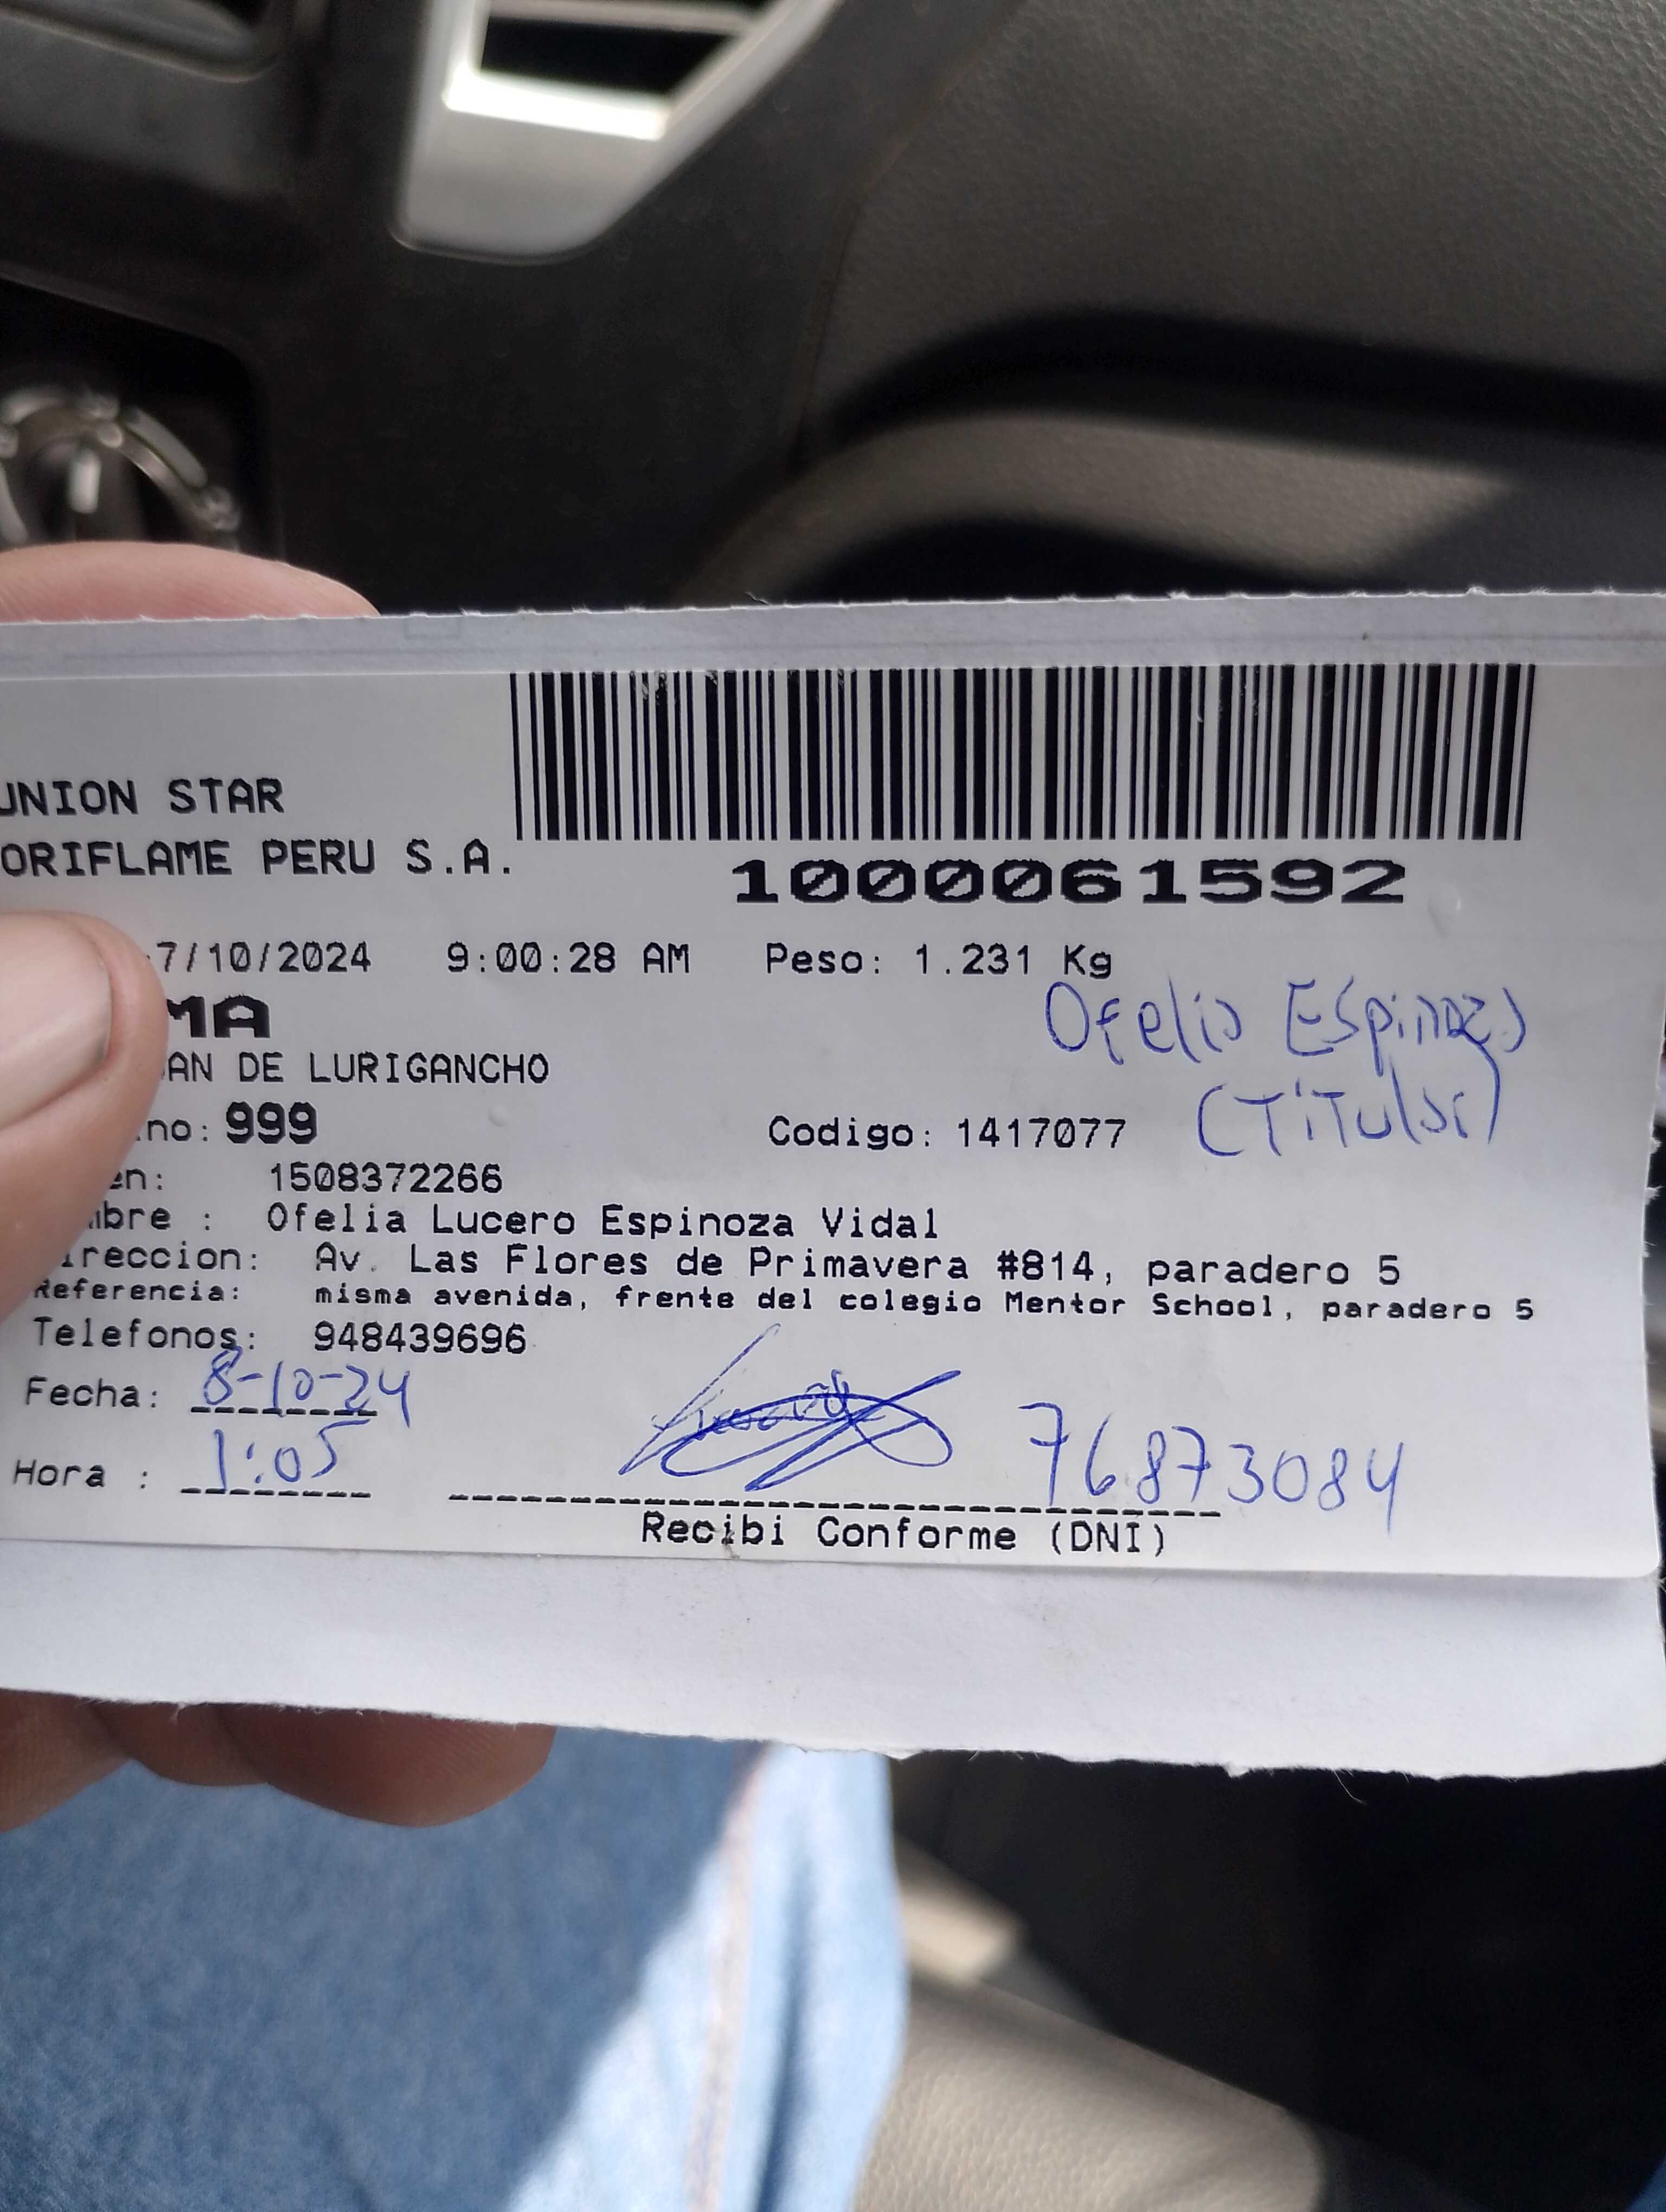 UNION STAR
ORIFLAME PERU S.A.
1000061592
7/10/2024 9:00:28 AM Peso: 1.231 Kg
MA
Ofelia Espinoza
AN DE LURIGANCHO
(Titular)
no: 999 Codigo: 1417077
en: 1508372266
mbre : Ofelia Lucero Espinoza Vidal
ireccion: Av. Las Flores de Primavera #814, paradero 5
Referencia: misma avenida, frente del colegio Mentor School, paradero 5
Telefonos: 948439696
Fecha: 8-10-24
Hora : 1:05
76873084
Recibi Conforme (DNI)